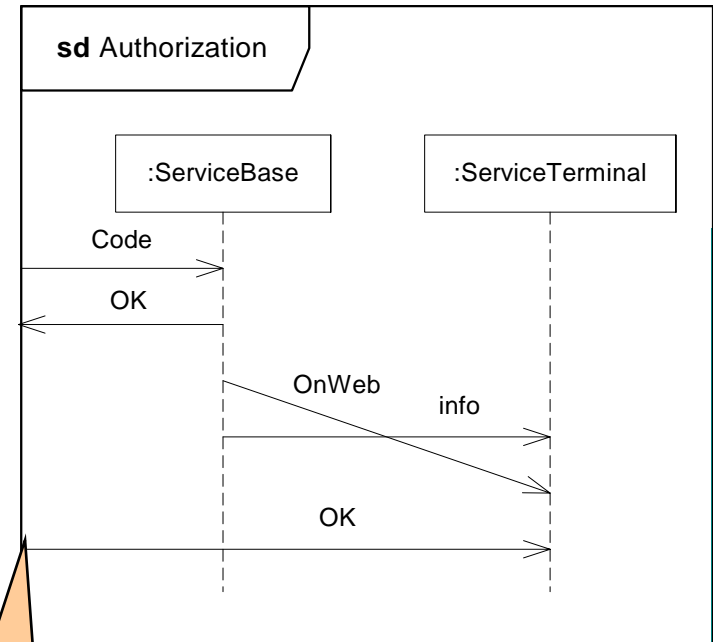 sd Authorization
:ServiceBase
:ServiceTerminal
Code
OK
OnWeb
info
OK